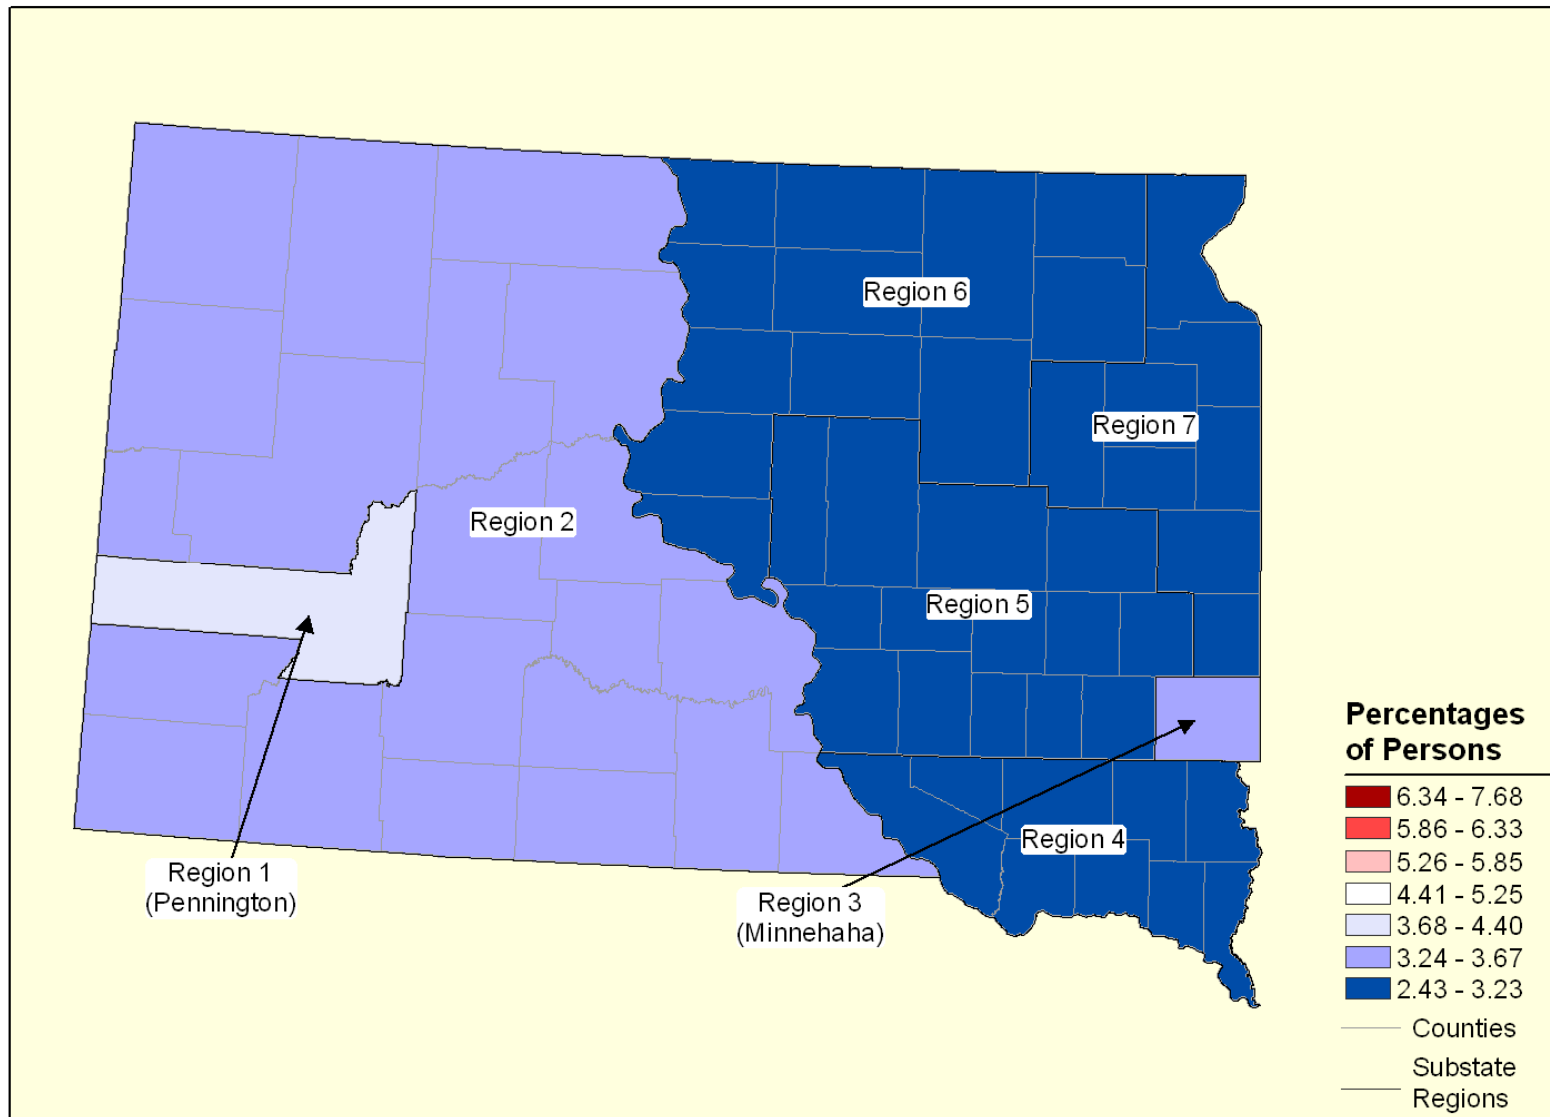 Region 6
Region 7
Region 2
Region 5
Region 4
Region 1
(Pennington)
Region 3
(Minnehaha)
Percentages
of Persons
6.34 - 7.68
5.86 - 6.33
5.26 - 5.85
4.41 - 5.25
3.68 - 4.40
3.24 - 3.67
2.43 - 3.23
Counties
Substate
Regions